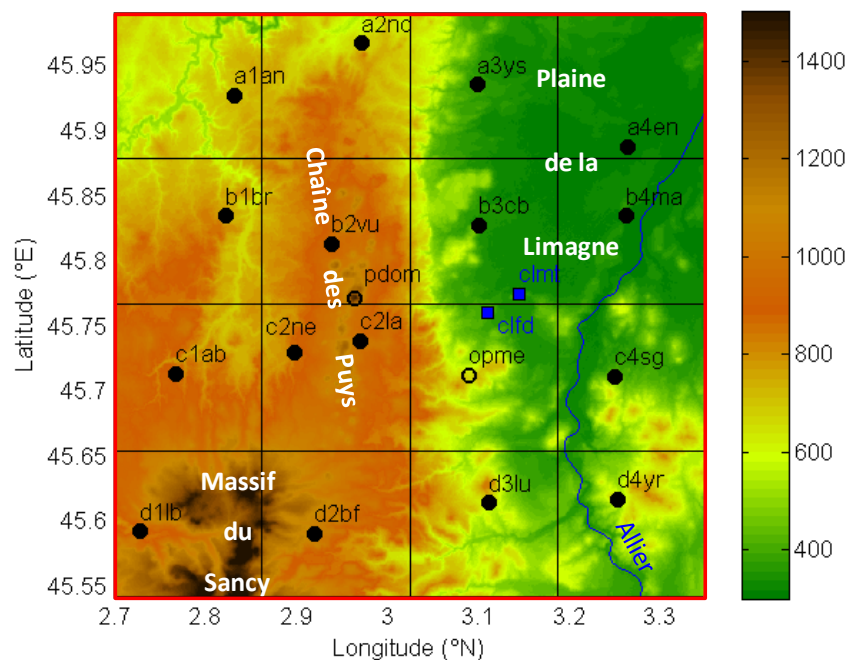 a2nd
45.95
a1an
a3ys
Plaine
1400
45.9
a4en
de la
1200
45.85
b1br
b3cb
b4ma
Chaîne
b2vu
Limagne
45.8
pdom
clmt
1000
des
45.75
clfd
c2ne
c2la
c1ab
opme
c4sg
800
45.7
Puys
45.65
600
Massif
d3lu
d4yr
d1lb
du
d2bf
45.6
Allier
400
45.55
Sancy
2.7
2.8
2.9
3
3.1
3.2
3.3
Longitude (°N)
Latitude (°E)